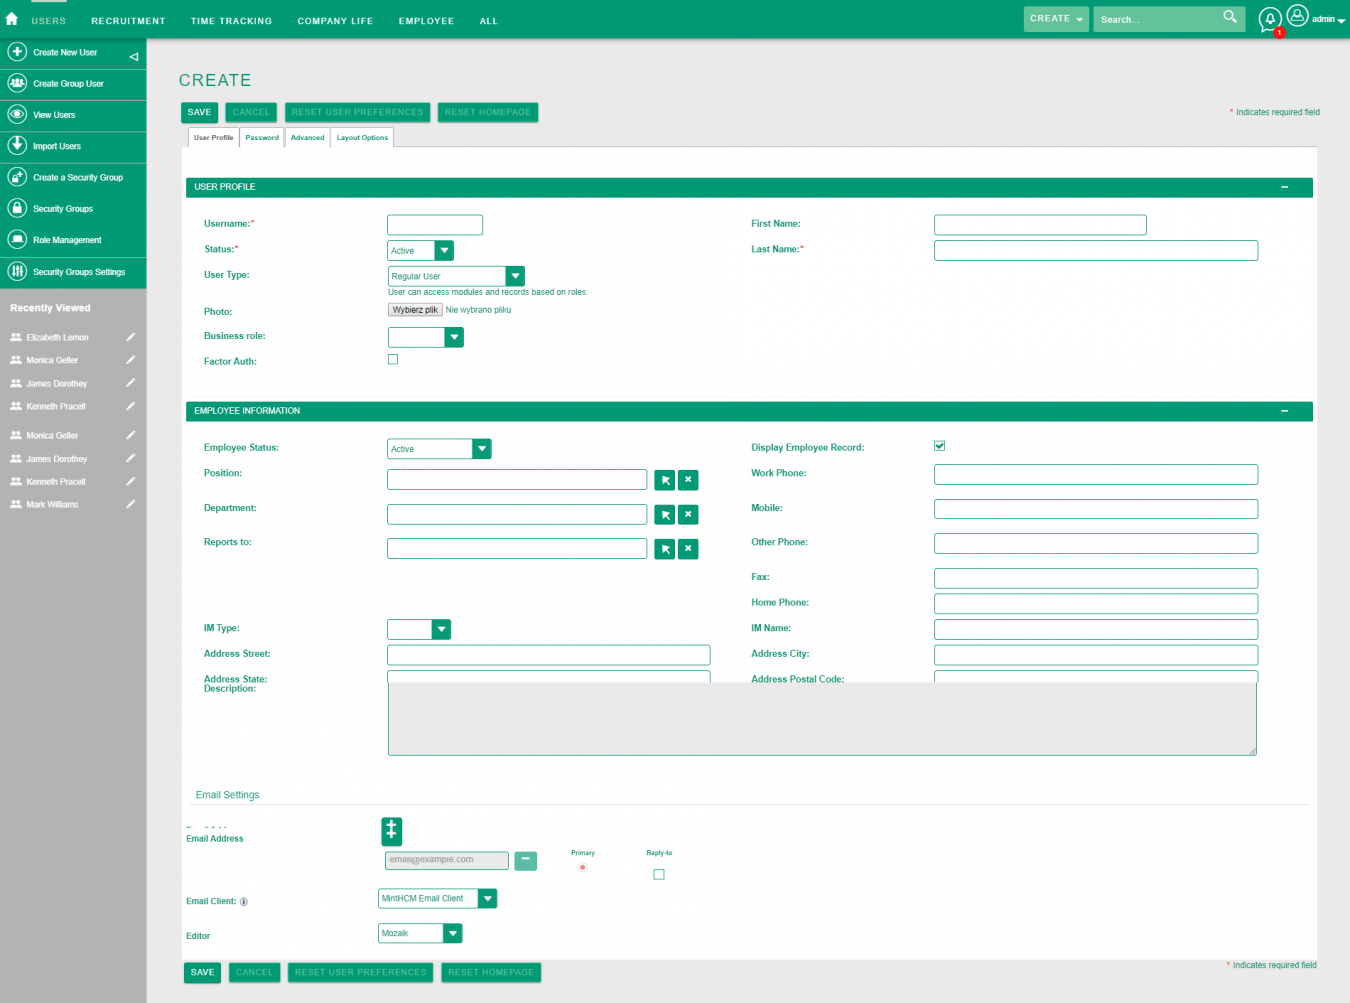 USERS RECRUITMENT TIME TRACKING COMPANY LIFE EMPLOYEE ALL CREATE Search... 1 admin
Create New User
Create Group User
View Users
Import Users
Create a Security Group
Security Groups
Role Management
Security Groups Settings
Recently Viewed
Elizabeth Lemon
Monica Geller
James Dorothey
Kenneth Pracell
Monica Geller
James Dorothey
Kenneth Pracell
Mark Williams
CREATE
SAVE CANCEL RESET USER PREFERENCES RESET HOMEPAGE * Indicates required field
User Profile Password Advanced Layout Options
USER PROFILE
Username:* First Name:
Status:* Active Last Name:*
User Type: Regular User
User can access modules and records based on roles.
Photo: Wybierz plik Nie wybrano pliku
Business role:
Factor Auth:
EMPLOYEE INFORMATION
Employee Status: Active Display Employee Record:
Position: Work Phone:
Department: Mobile:
Reports to: Other Phone:
Fax:
Home Phone:
IM Type: IM Name:
Address Street: Address City:
Address State: Address Postal Code:
Description:
Email Settings
Email Address
email@example.com Primary Reply-to
Email Client: MintHCM Email Client
Editor Mozaik
SAVE CANCEL RESET USER PREFERENCES RESET HOMEPAGE * Indicates required field